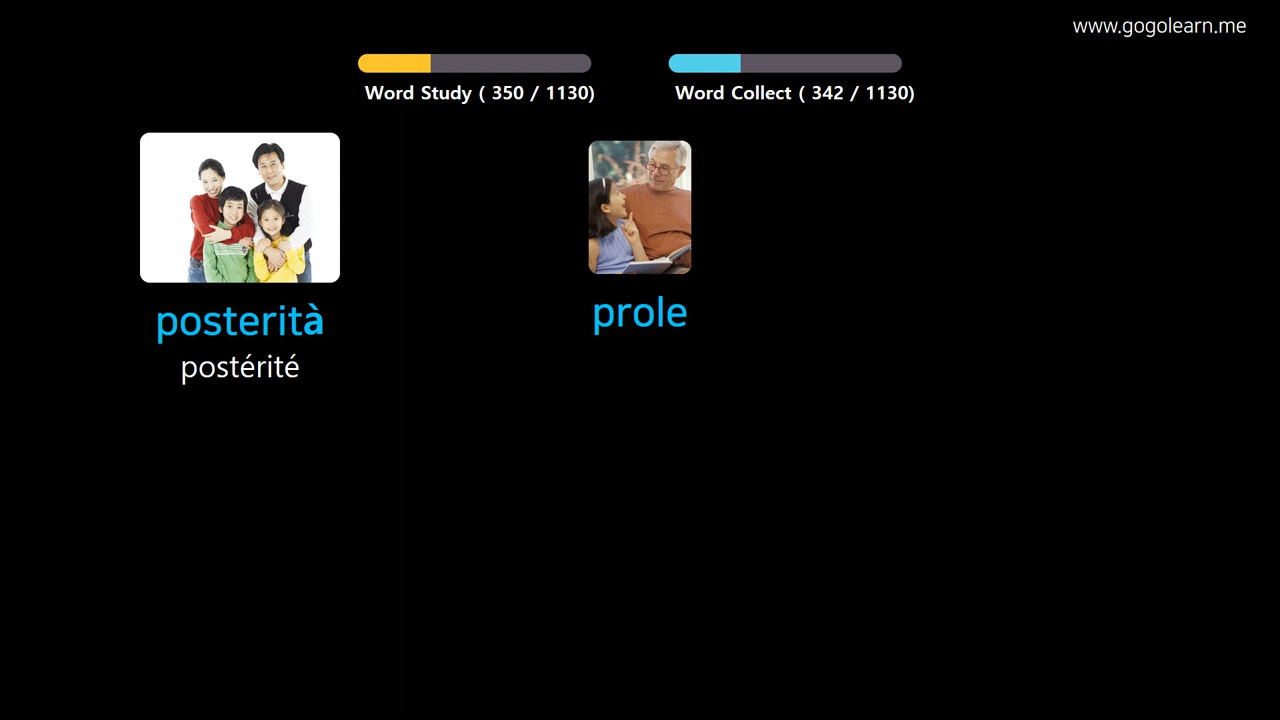 www.gogolearn.me
Word Study ( 350 / 1130)
Word Collect ( 342 / 1130)
posterità
prole
postérité